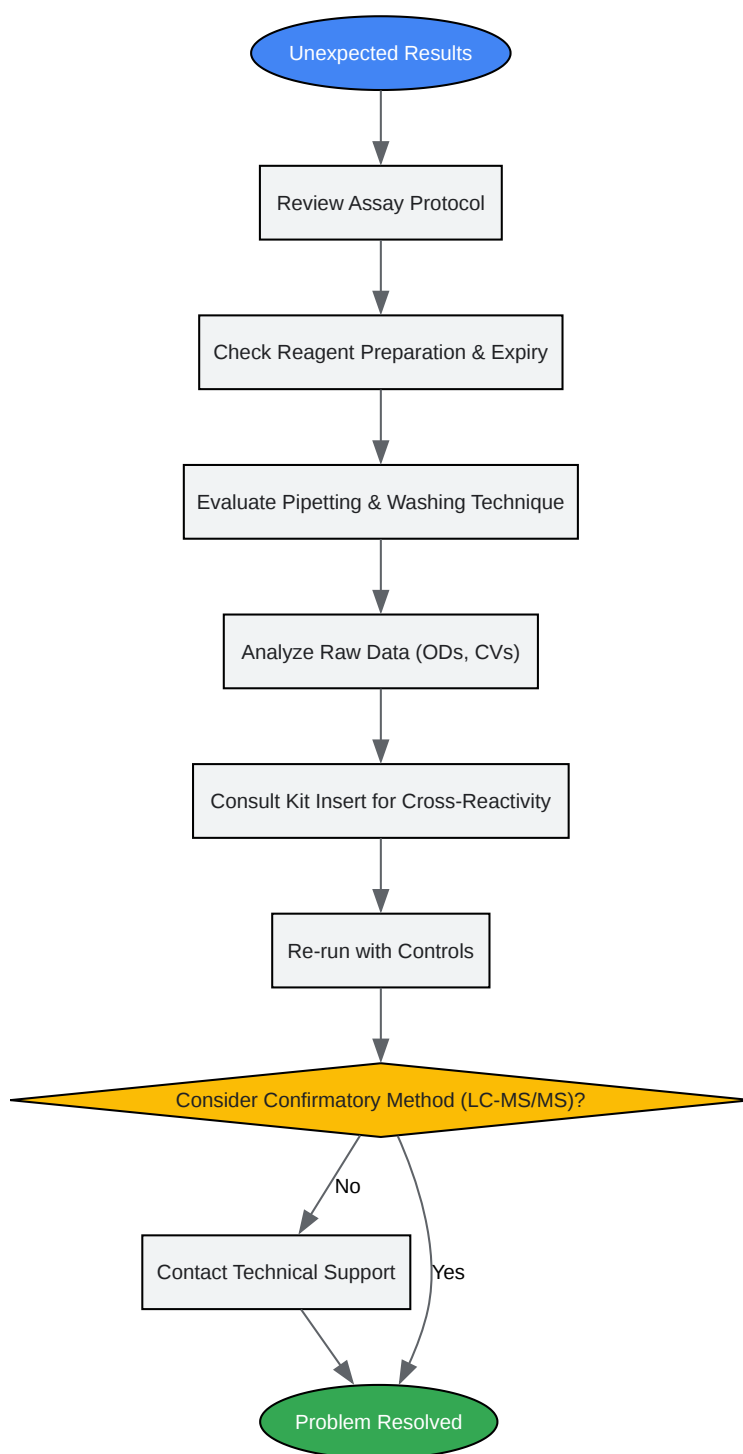 Unexpected Results
Review Assay Protocol
Check Reagent Preparation & Expiry
Evaluate Pipetting & Washing Technique
Analyze Raw Data (ODs, CVs)
Consult Kit Insert for Cross-Reactivity
Re-run with Controls
Consider Confirmatory Method (LC-MS/MS)?
No
Contact Technical Support
Yes
Problem Resolved